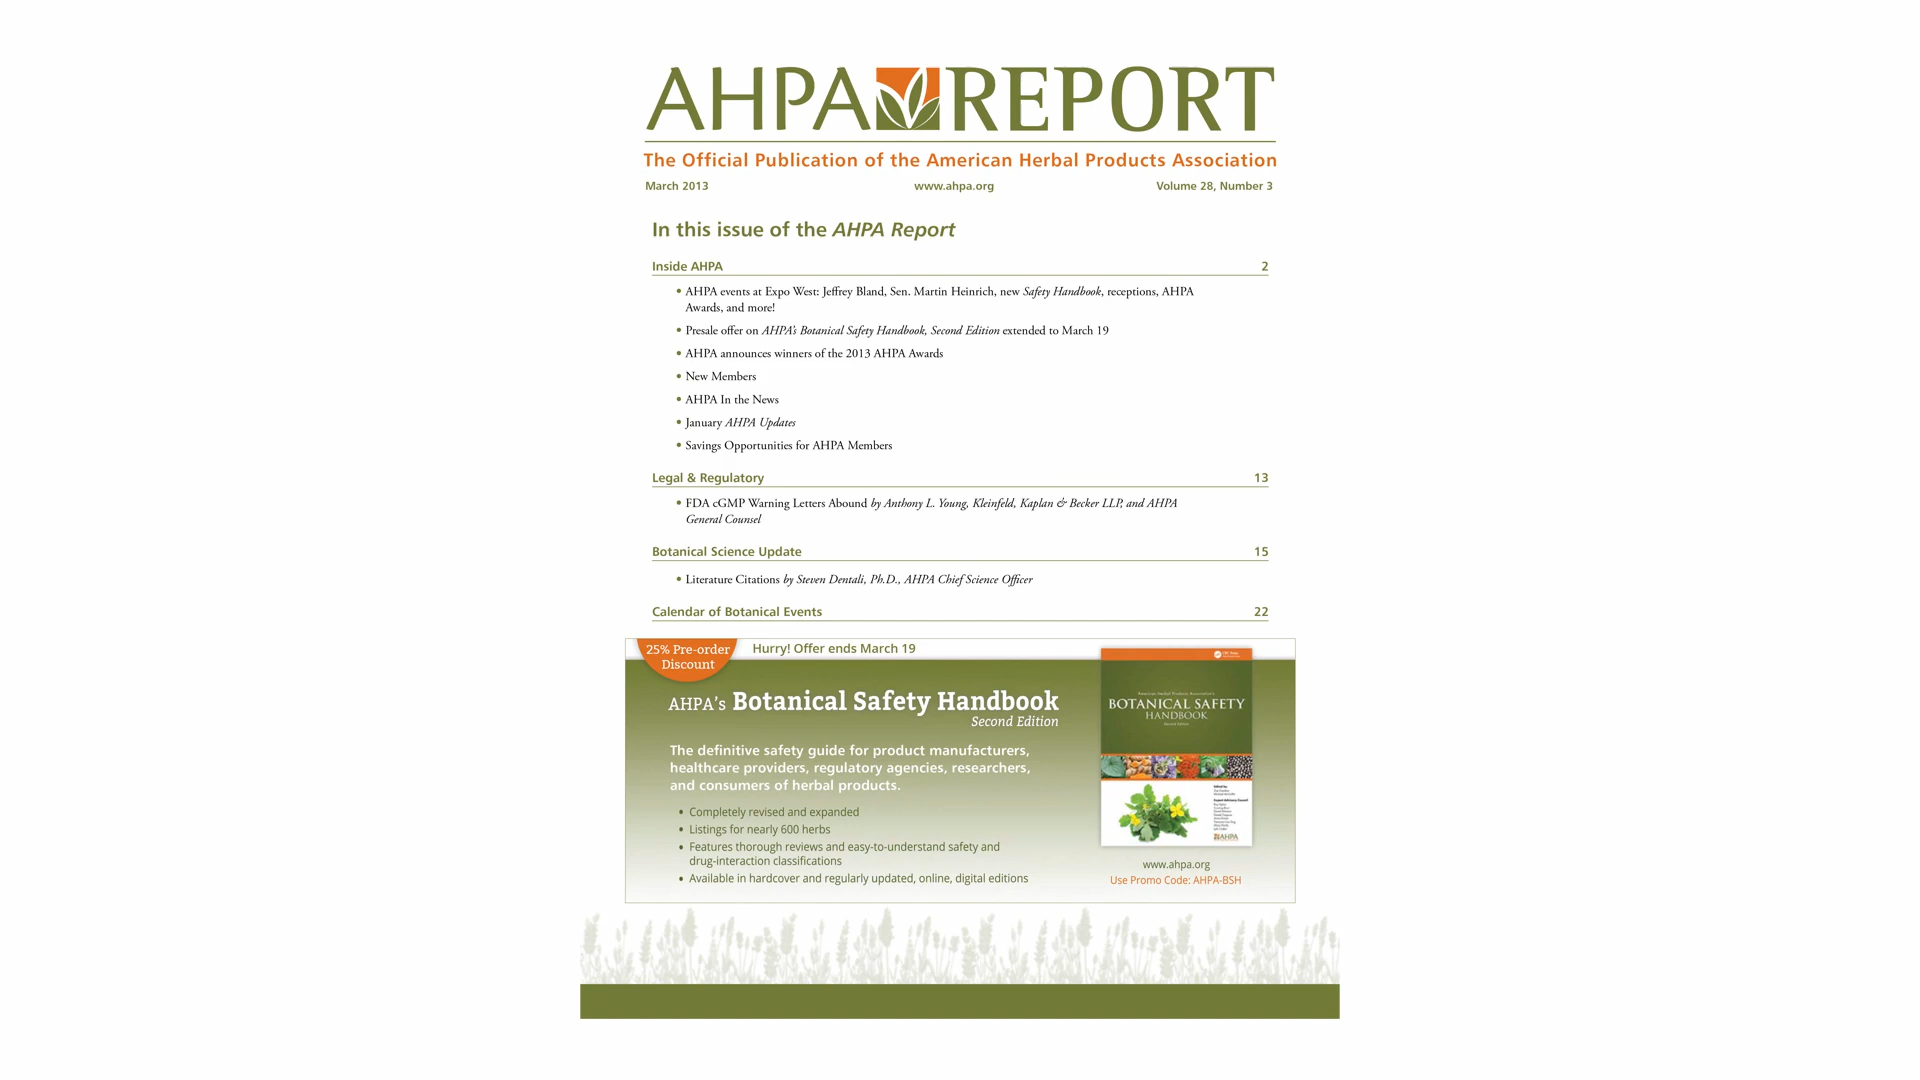 AHPA REPORT
The Official Publication of the American Herbal Products Association
March 2013 www.ahpa.org Volume 28, Number 3
In this issue of the AHPA Report
Inside AHPA 2
• AHPA events at Expo West: Jeffrey Bland, Sen. Martin Heinrich, new Safety Handbook, receptions, AHPA
Awards, and more!
• Presale offer on AHPA's Botanical Safety Handbook, Second Edition extended to March 19
• AHPA announces winners of the 2013 AHPA Awards
• New Members
• AHPA In the News
• January AHPA Updates
• Savings Opportunities for AHPA Members
Legal & Regulatory 13
• FDA cGMP Warning Letters Abound by Anthony L. Young, Kleinfeld, Kaplan & Becker LLP, and AHPA
General Counsel
Botanical Science Update 15
• Literature Citations by Steven Dentali, Ph.D., AHPA Chief Science Officer
Calendar of Botanical Events 22
25% Pre-order
Discount
Hurry! Offer ends March 19
AHPA's Botanical Safety Handbook
Second Edition
The definitive safety guide for product manufacturers,
healthcare providers, regulatory agencies, researchers,
and consumers of herbal products.
• Completely revised and expanded
• Listings for nearly 600 herbs
• Features thorough reviews and easy-to-understand safety and
drug-interaction classifications
• Available in hardcover and regularly updated, online, digital editions
American Herbal Products Association's
BOTANICAL SAFETY
HANDBOOK
Second Edition
AHPA
www.ahpa.org
Use Promo Code: AHPA-BSH